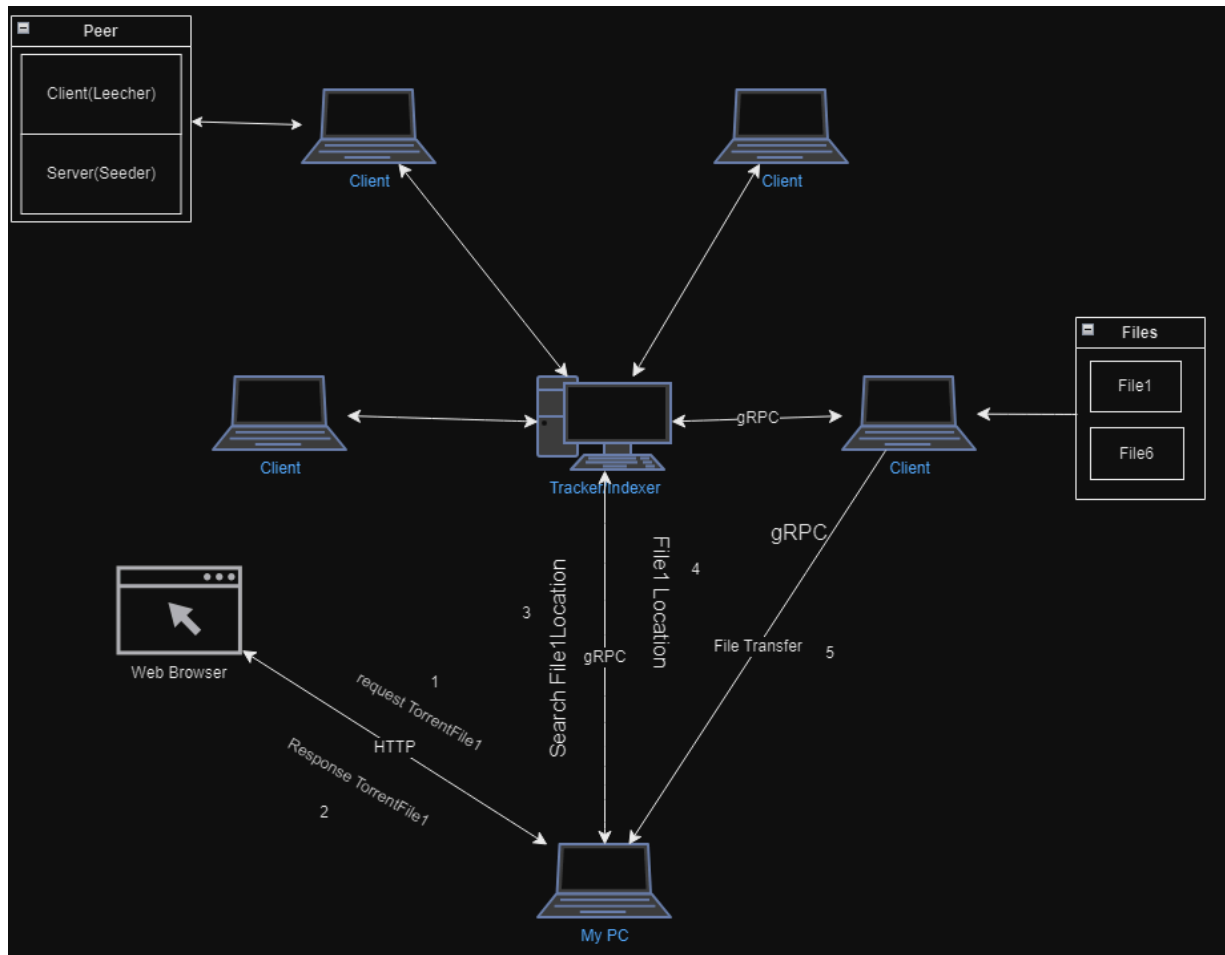 Peer
Client(Leecher)
Server(Seeder)
Client
Client
Files
File1
File6
Client
gRPC
Client
Tracker/Indexer
gRPC
File1 Location
4
3
Search File1Location
gRPC
File Transfer
5
Web Browser
1
request TorrentFile1
HTTP
Response TorrentFile1
2
My PC